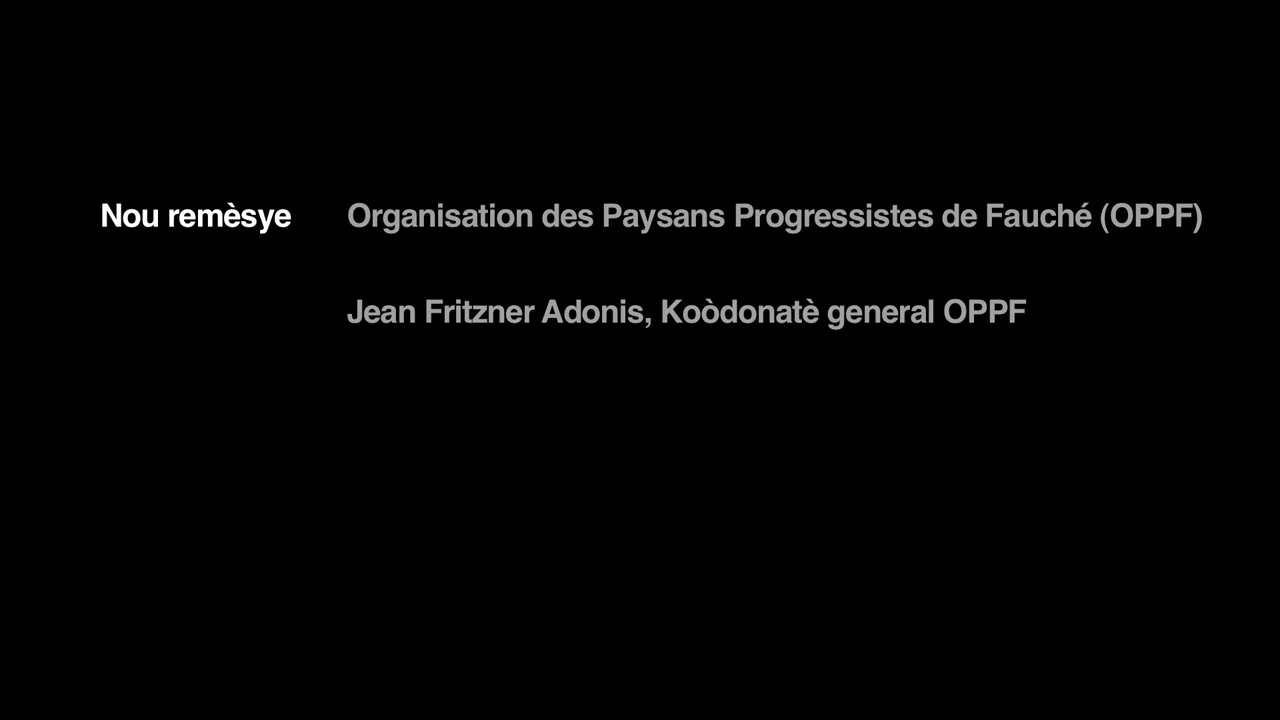 Nou remèsye Organisation des Paysans Progressistes de Fauché (OPPF)
Jean Fritzner Adonis, Koòdonatè general OPPF